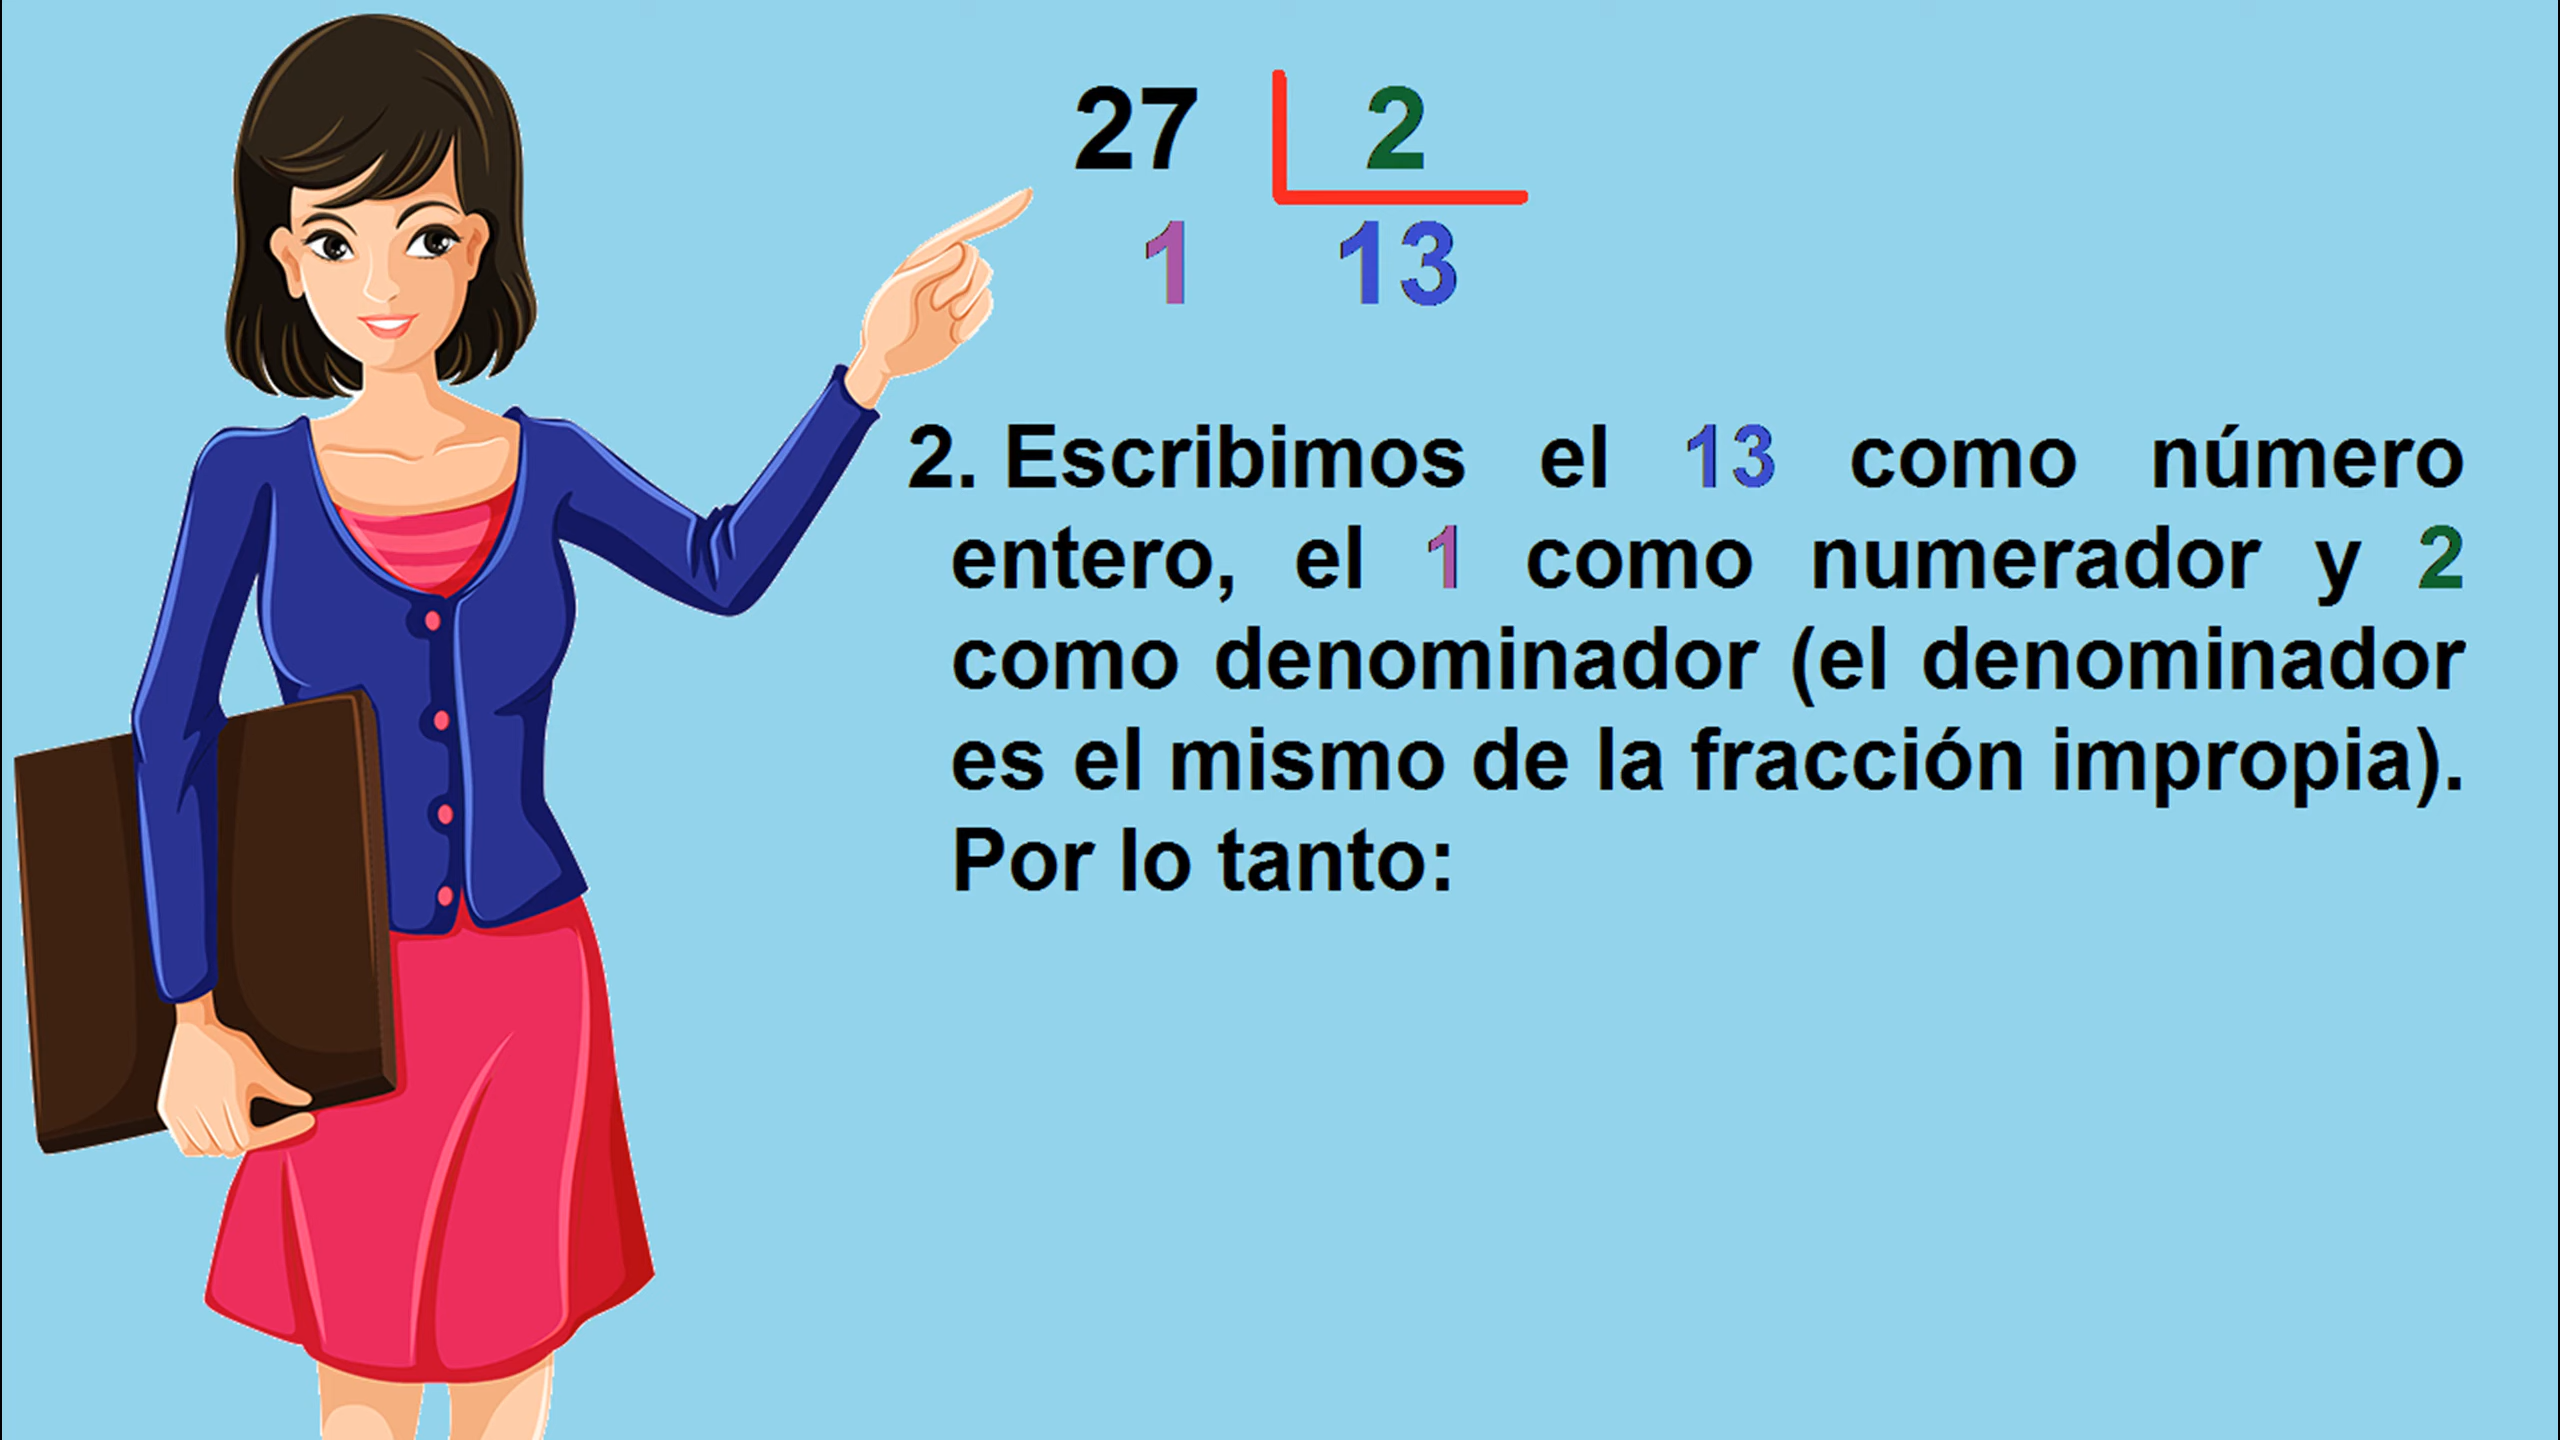 27 2
1 13
2. Escribimos el 13 como número
entero, el 1 como numerador y 2
como denominador (el denominador
es el mismo de la fracción impropia).
Por lo tanto: